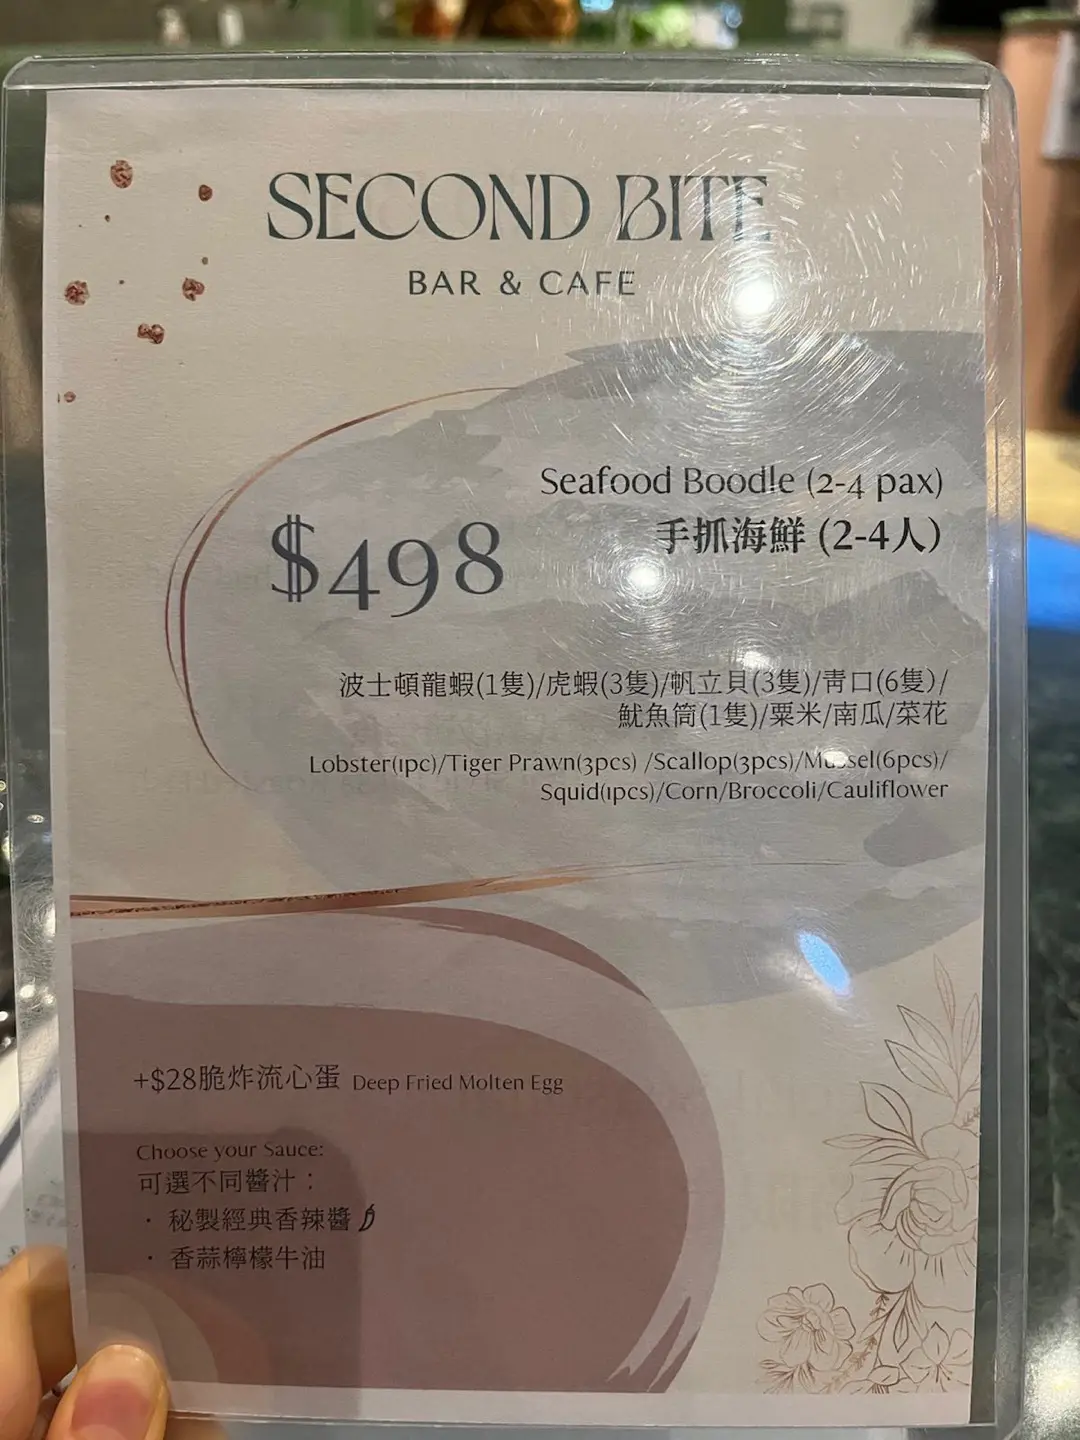 SECOND BITE
BAR & CAFE
Seafood Boodle (2-4 pax)
手抓海鮮 (2-4人)
$498
波士頓龍蝦(1隻)/虎蝦(3隻)/帆立貝(3隻)/青口(6隻)/
魷魚筒(1隻)/粟米/南瓜/菜花
Lobster(1pc)/Tiger Prawn(3pcs) /Scallop(3pcs)/Mussel(6pcs)/
Squid(1pcs)/Corn/Broccoli/Cauliflower
+$28脆炸流心蛋 Deep Fried Molten Egg
Choose your Sauce:
可選不同醬汁：
· 秘製經典香辣醬
· 香蒜檸檬牛油